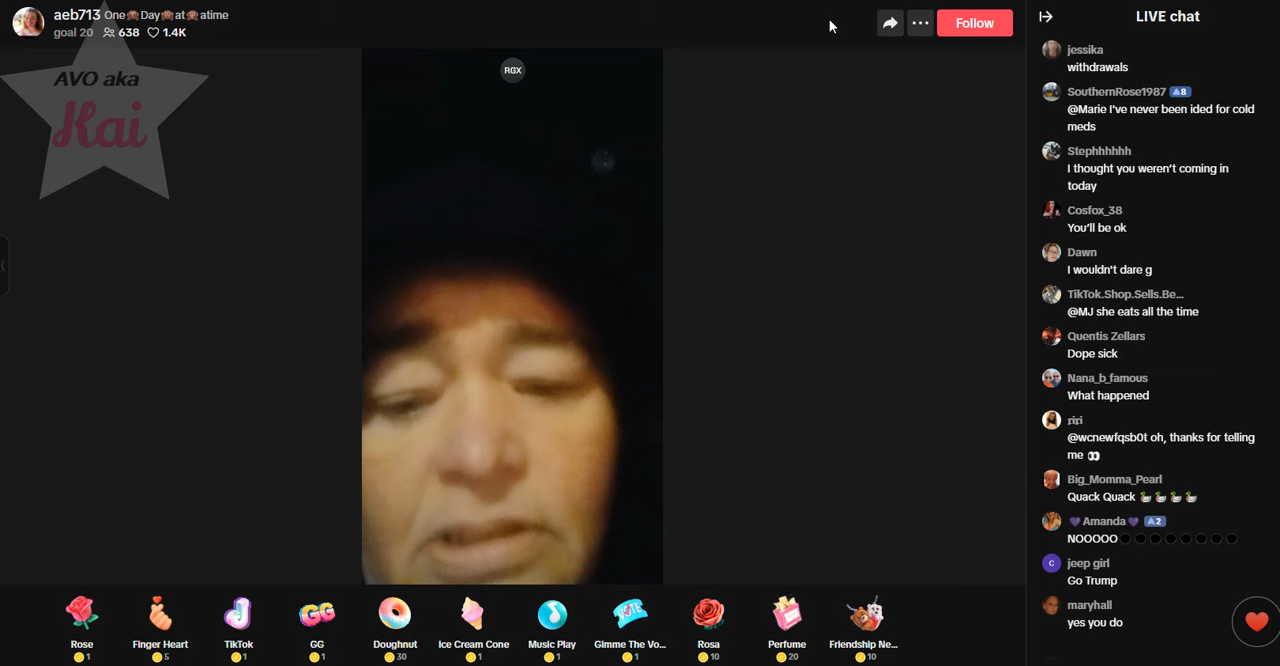 aeb713 One🙈Day🙈at🙈atime
goal 20 638 1.4K
Follow
AVO aka
Kai
RGX
LIVE chat
jessika
withdrawals
SouthernRose1987 8
@Marie I've never been ided for cold
meds
Stephhhhhh
I thought you weren't coming in
today
Cosfox_38
You'll be ok
Dawn
I wouldn't dare g
TikTok.Shop.Sells.Be...
@MJ she eats all the time
Quentis Zellars
Dope sick
Nana_b_famous
What happened
riri
@wcnewfqsb0t oh, thanks for telling
me 👀
Big_Momma_Pearl
Quack Quack 🦆🦆🦆🦆
💜Amanda💜 2
NOOOOO
C jeep girl
Go Trump
maryhall
yes you do
Rose Finger Heart TikTok GG Doughnut Ice Cream Cone Music Play Gimme The Vo... Rosa Perfume Friendship Ne...
1 5 1 1 30 1 1 1 10 20 10